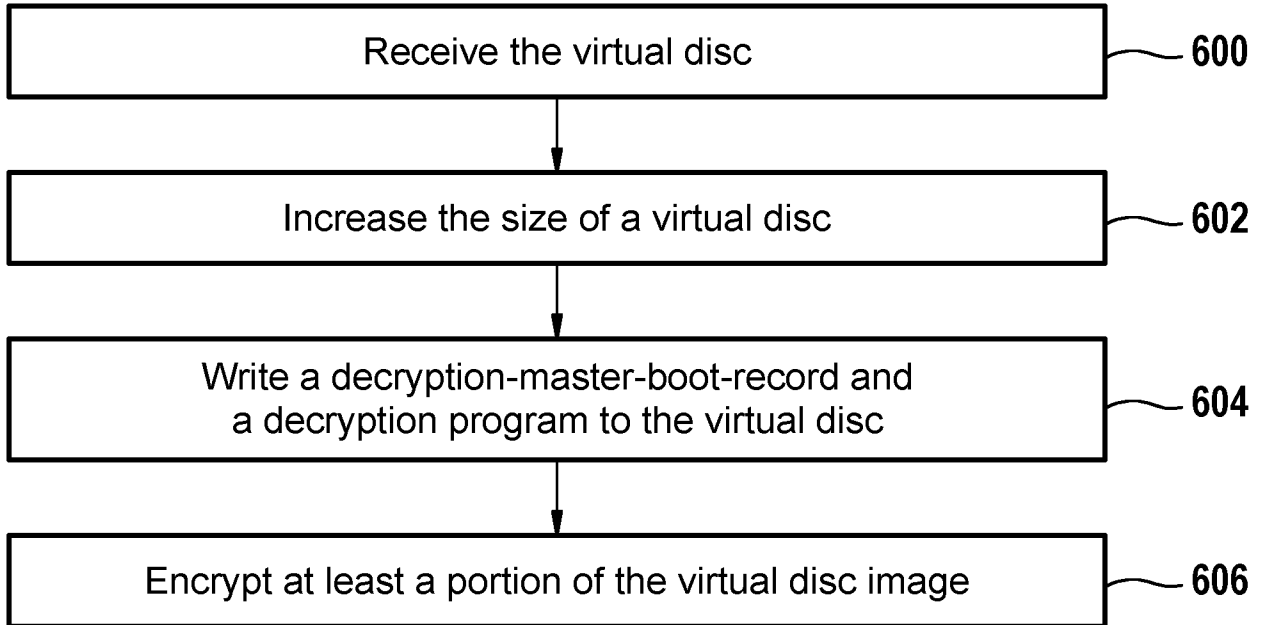 Receive the virtual disc
600
Increase the size of a virtual disc
602
Write a decryption-master-boot-record and
a decryption program to the virtual disc
604
Encrypt at least a portion of the virtual disc image
606